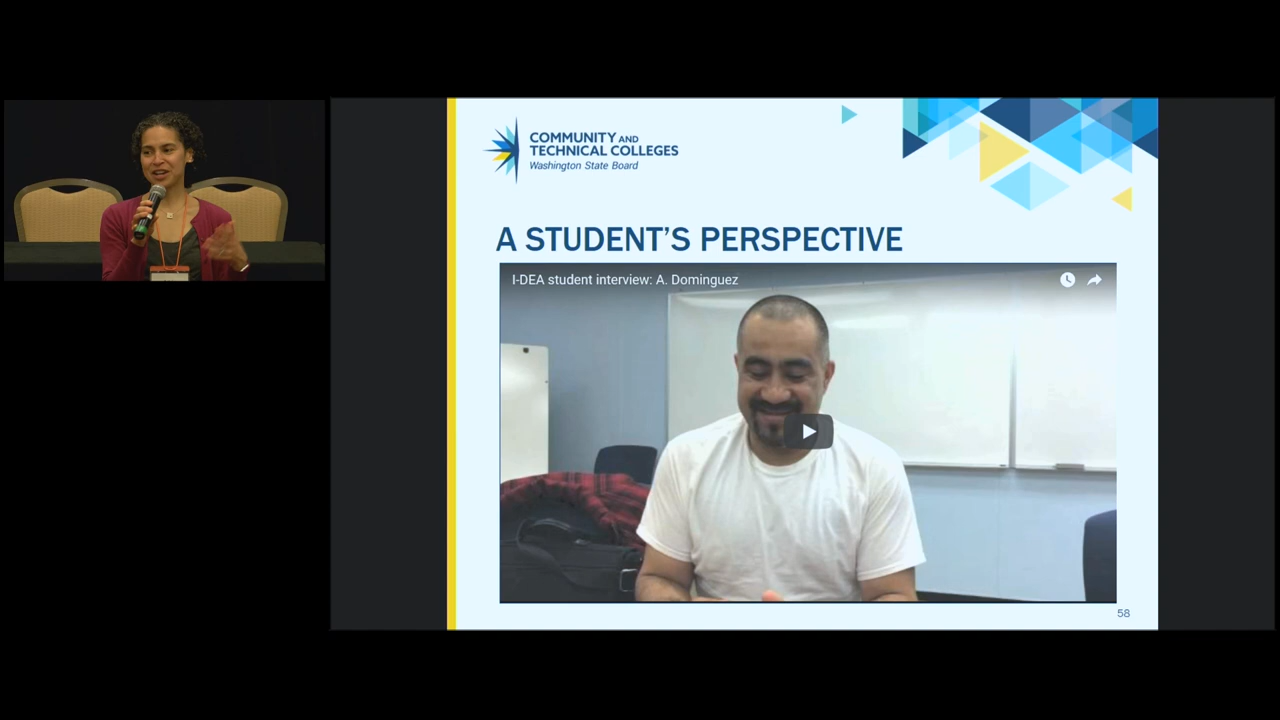 COMMUNITY AND
TECHNICAL COLLEGES
Washington State Board
A STUDENT'S PERSPECTIVE
I-DEA student interview: A. Dominguez
58